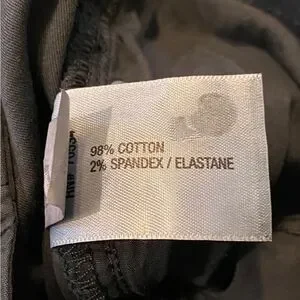 98% COTTON
2% SPANDEX / ELASTANE